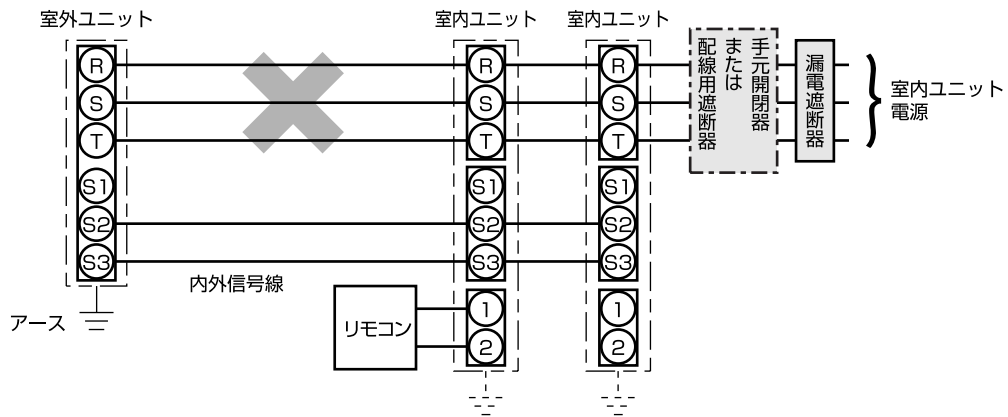 室外ユニット
室内ユニット
室内ユニット
R
S
T
S1
S2
S3
R
S
T
S1
S2
S3
1
2
R
S
T
S1
S2
S3
1
2
手元開閉器
または
配線用遮断器
漏電遮断器
室内ユニット
電源
内外信号線
リモコン
アース